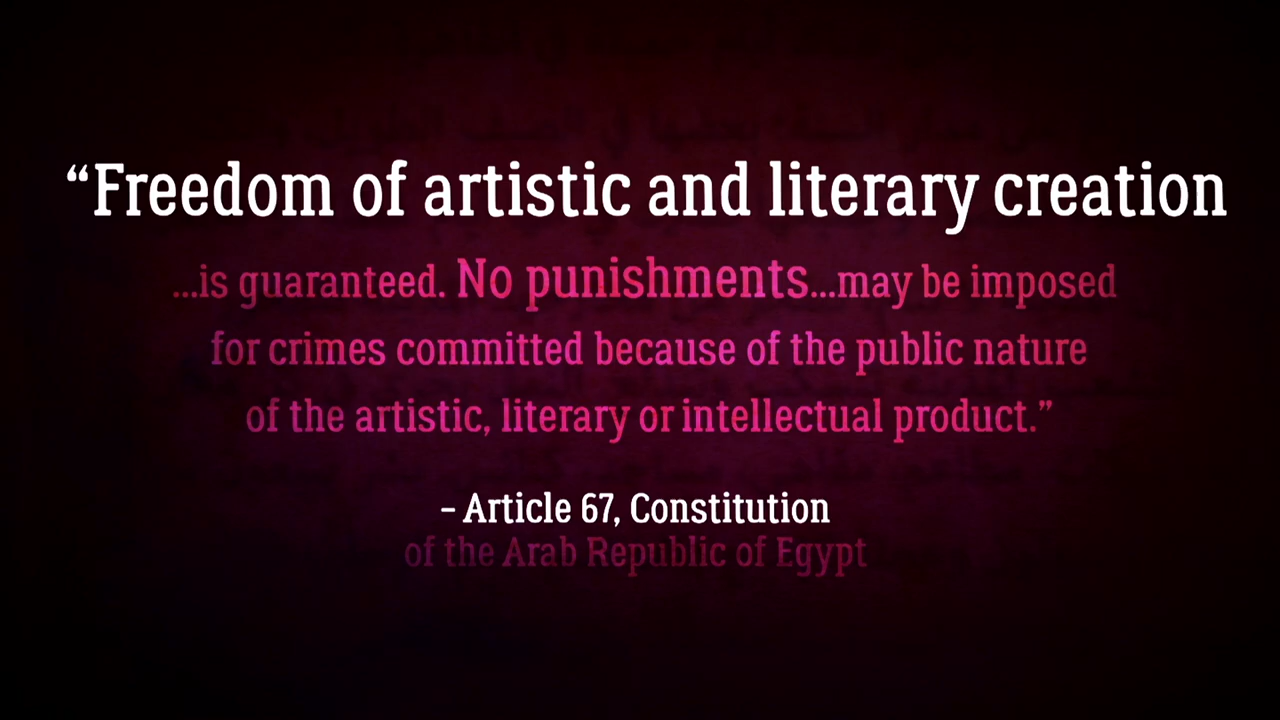 “Freedom of artistic and literary creation
...is guaranteed. No punishments...may be imposed
for crimes committed because of the public nature
of the artistic, literary or intellectual product.”
– Article 67, Constitution
of the Arab Republic of Egypt